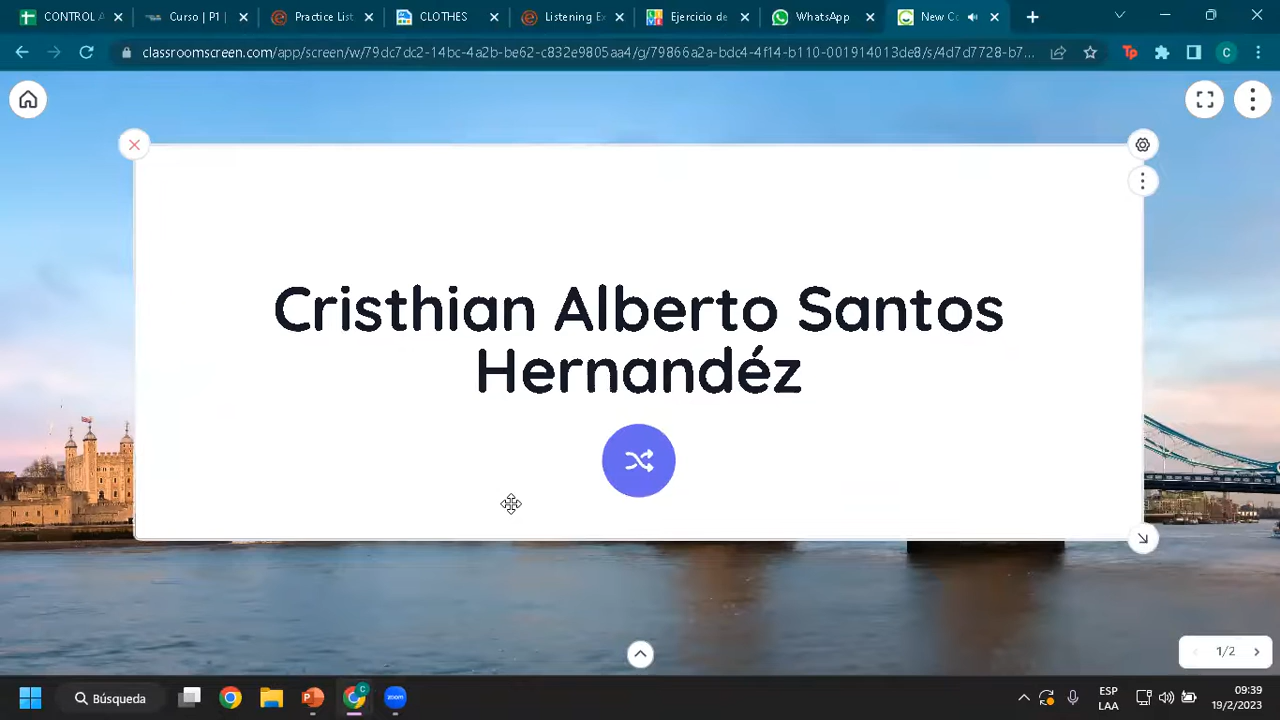 CONTROL A
Curso | P1 |
Practice List
CLOTHES
Listening Ex
Ejercicio de
WhatsApp
New Co
classroomscreen.com/app/screen/w/79dc7dc2-14bc-4a2b-be62-c832e9805aa4/g/79866a2a-bdc4-4f14-b110-001914013de8/s/4d7d7728-b7...
Cristhian Alberto Santos
Hernandéz
1/2
Búsqueda
zoom
ESP
LAA
09:39
19/2/2023